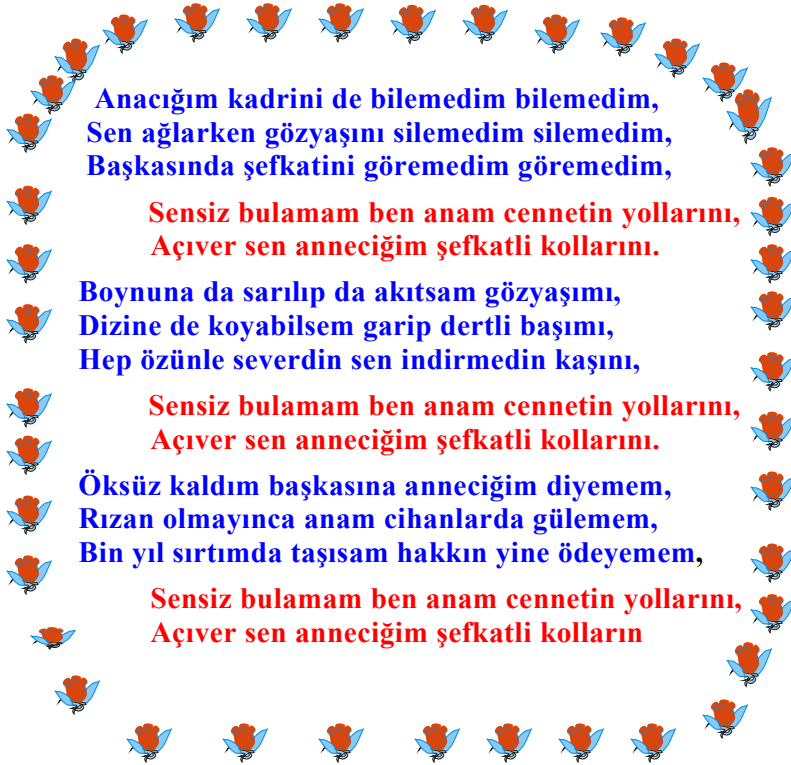 Anacığım kadrini de bilemedim bilemedim,
Sen ağlarken gözyaşını silemedim silemedim,
Başkasında şefkatini göremedim göremedim,
Sensiz bulamam ben anam cennetin yollarını,
Açıver sen anneciğim şefkatli kollarını.
Boynuna da sarılıp da akıtsam gözyaşımı,
Dizine de koyabilsem garip dertli başımı,
Hep özünle severdin sen indirmedin kaşını,
Sensiz bulamam ben anam cennetin yollarını,
Açıver sen anneciğim şefkatli kollarını.
Öksüz kaldım başkasına anneciğim diyemem,
Rızan olmayınca anam cihanlarda gülemem,
Bin yıl sırtımda taşısam hakkın yine ödeyemem,
Sensiz bulamam ben anam cennetin yollarını,
Açıver sen anneciğim şefkatli kolların